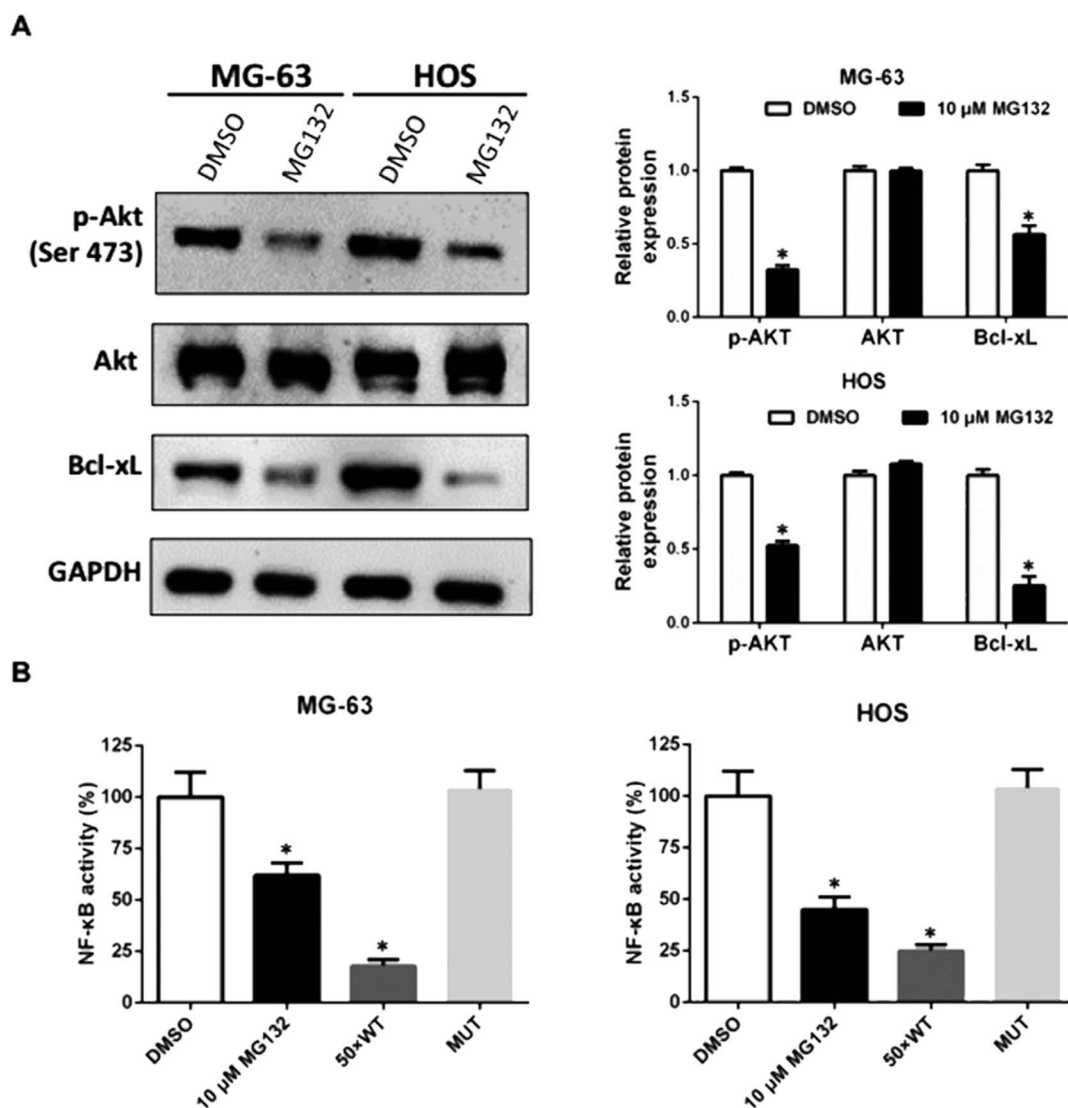 A
MG-63 HOS
DMSO MG132 DMSO MG132
p-Akt
(Ser 473)
Akt
Bcl-xL
GAPDH
MG-63
DMSO 10 µM MG132
Relative protein
expression
1.5
1.0
0.5
0.0
* *
p-AKT AKT Bcl-xL
HOS
DMSO 10 µM MG132
Relative protein
expression
1.5
1.0
0.5
0.0
* *
p-AKT AKT Bcl-xL
B
MG-63
NF-κB activity (%)
125
100
75
50
25
0
* *
DMSO 10 µM MG132 50×WT MUT
HOS
NF-κB activity (%)
125
100
75
50
25
0
* *
DMSO 10 µM MG132 50×WT MUT